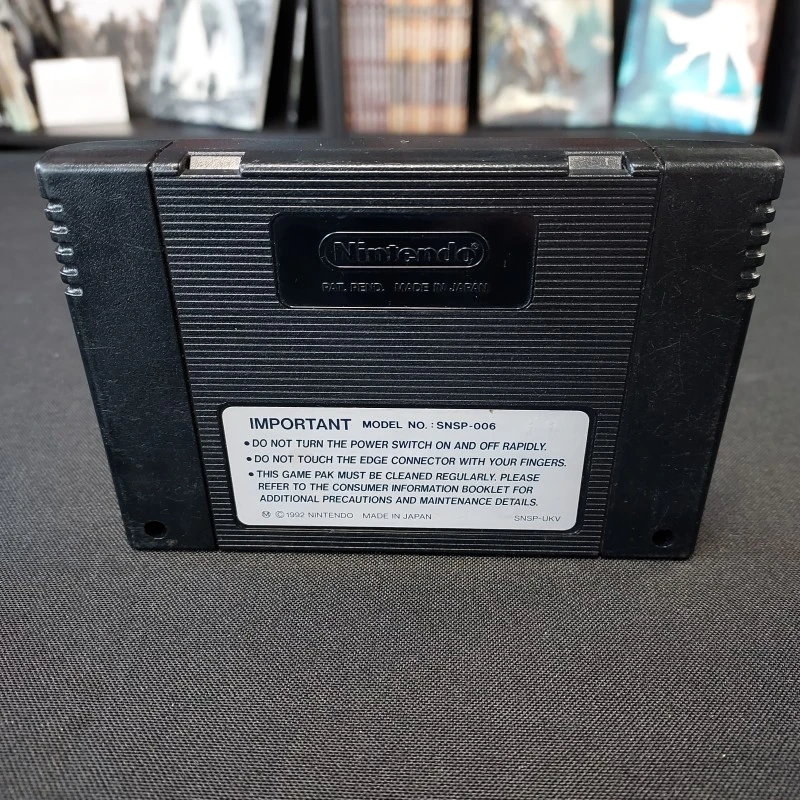 Nintendo®
PAT. PEND. MADE IN JAPAN
IMPORTANT MODEL NO.: SNSP-006
• DO NOT TURN THE POWER SWITCH ON AND OFF RAPIDLY.
• DO NOT TOUCH THE EDGE CONNECTOR WITH YOUR FINGERS.
• THIS GAME PAK MUST BE CLEANED REGULARLY. PLEASE
REFER TO THE CONSUMER INFORMATION BOOKLET FOR
ADDITIONAL PRECAUTIONS AND MAINTENANCE DETAILS.
Ⓜ © 1992 NINTENDO MADE IN JAPAN SNSP-UKV